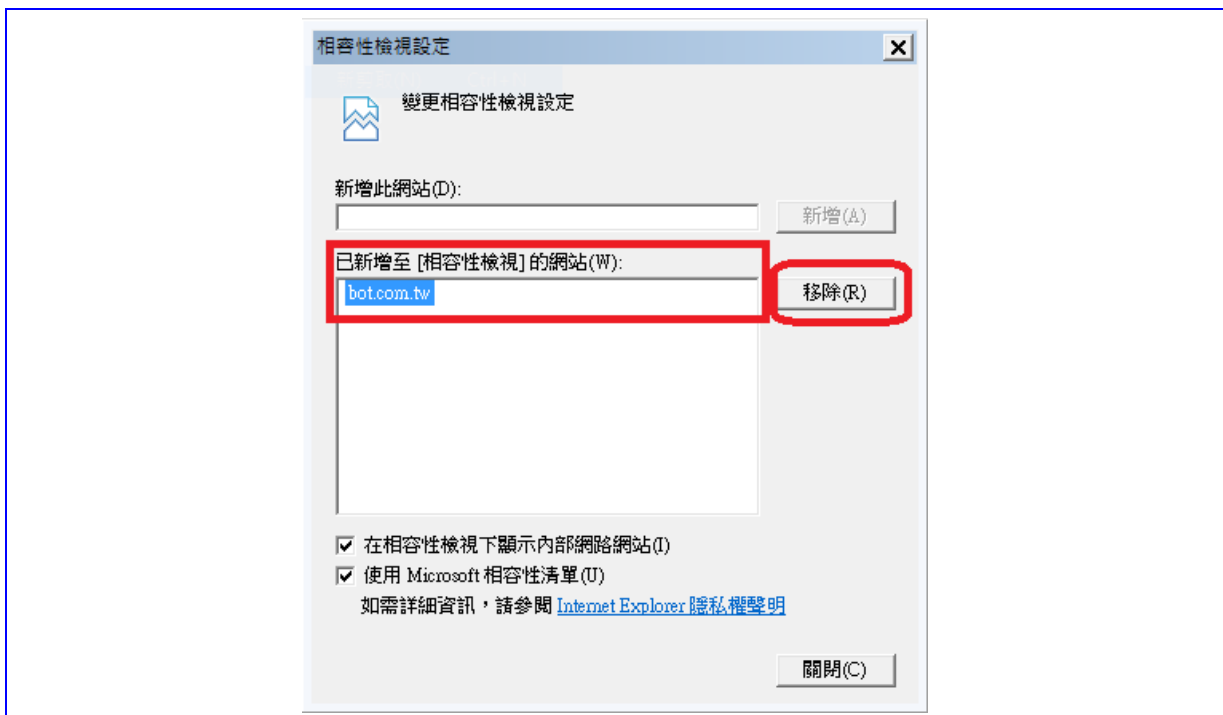 相容性檢視設定
變更相容性檢視設定
新增此網站(D):
新增(A)
已新增至 [相容性檢視] 的網站(W):
bot.com.tw
移除(R)
在相容性檢視下顯示內部網路網站(I)
使用 Microsoft 相容性清單(U)
如需詳細資訊，請參閱 Internet Explorer 隱私權聲明
關閉(C)